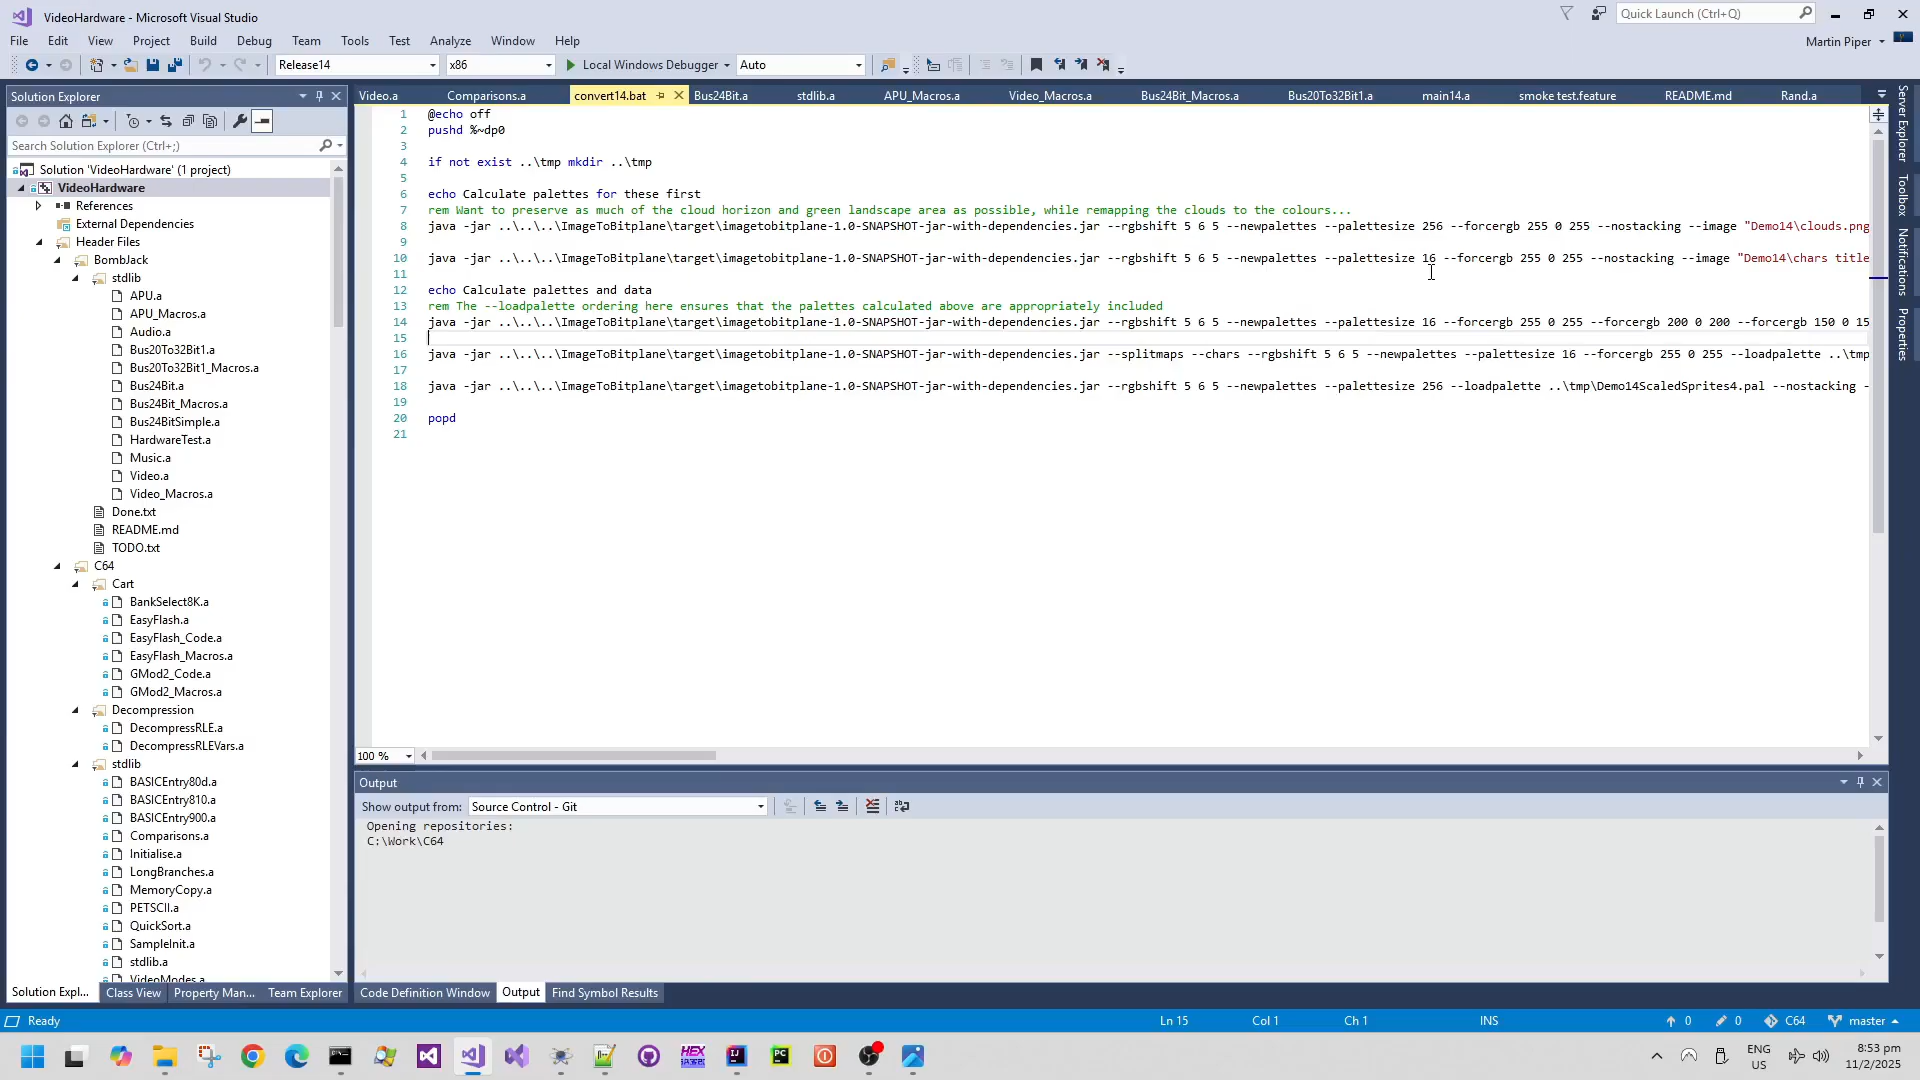 VideoHardware - Microsoft Visual Studio
Quick Launch (Ctrl+Q)
File Edit View Project Build Debug Team Tools Test Analyze Window Help
Martin Piper
Release14 x86 Local Windows Debugger Auto
Solution Explorer
Search Solution Explorer (Ctrl+;)
Solution 'VideoHardware' (1 project)
VideoHardware
References
External Dependencies
Header Files
BombJack
stdlib
APU.a
APU_Macros.a
Audio.a
Bus20To32Bit1.a
Bus20To32Bit1_Macros.a
Bus24Bit.a
Bus24Bit_Macros.a
Bus24BitSimple.a
HardwareTest.a
Music.a
Video.a
Video_Macros.a
Done.txt
README.md
TODO.txt
C64
Cart
BankSelect8K.a
EasyFlash.a
EasyFlash_Code.a
EasyFlash_Macros.a
GMod2_Code.a
GMod2_Macros.a
Decompression
DecompressRLE.a
DecompressRLEVars.a
stdlib
BASICEntry80d.a
BASICEntry810.a
BASICEntry900.a
Comparisons.a
Initialise.a
LongBranches.a
MemoryCopy.a
PETSCII.a
QuickSort.a
SampleInit.a
stdlib.a
VideoModes.a
Solution Expl... Class View Property Man... Team Explorer
Video.a Comparisons.a convert14.bat Bus24Bit.a stdlib.a APU_Macros.a Video_Macros.a Bus24Bit_Macros.a Bus20To32Bit1.a main14.a smoke test.feature README.md Rand.a
1 @echo off
2 pushd %~dp0
3
4 if not exist ..\tmp mkdir ..\tmp
5
6 echo Calculate palettes for these first
7 rem Want to preserve as much of the cloud horizon and green landscape area as possible, while remapping the clouds to the colours...
8 java -jar ..\..\..\ImageToBitplane\target\imagetobitplane-1.0-SNAPSHOT-jar-with-dependencies.jar --rgbshift 5 6 5 --newpalettes --palettesize 256 --forcergb 255 0 255 --nostacking --image "Demo14\clouds.png
9
10 java -jar ..\..\..\ImageToBitplane\target\imagetobitplane-1.0-SNAPSHOT-jar-with-dependencies.jar --rgbshift 5 6 5 --newpalettes --palettesize 16 --forcergb 255 0 255 --nostacking --image "Demo14\chars title
11
12 echo Calculate palettes and data
13 rem The --loadpalette ordering here ensures that the palettes calculated above are appropriately included
14 java -jar ..\..\..\ImageToBitplane\target\imagetobitplane-1.0-SNAPSHOT-jar-with-dependencies.jar --rgbshift 5 6 5 --newpalettes --palettesize 16 --forcergb 255 0 255 --forcergb 200 0 200 --forcergb 150 0 15
15
16 java -jar ..\..\..\ImageToBitplane\target\imagetobitplane-1.0-SNAPSHOT-jar-with-dependencies.jar --splitmaps --chars --rgbshift 5 6 5 --newpalettes --palettesize 16 --forcergb 255 0 255 --loadpalette ..\tmp
17
18 java -jar ..\..\..\ImageToBitplane\target\imagetobitplane-1.0-SNAPSHOT-jar-with-dependencies.jar --rgbshift 5 6 5 --newpalettes --palettesize 256 --loadpalette ..\tmp\Demo14ScaledSprites4.pal --nostacking -
19
20 popd
21
100 %
Output
Show output from: Source Control - Git
Opening repositories:
C:\Work\C64
Code Definition Window Output Find Symbol Results
Server Explorer
Toolbox
Notifications
Properties
Ready Ln 15 Col 1 Ch 1 INS 0 0 C64 master
ENG
US
8:53 pm
11/2/2025